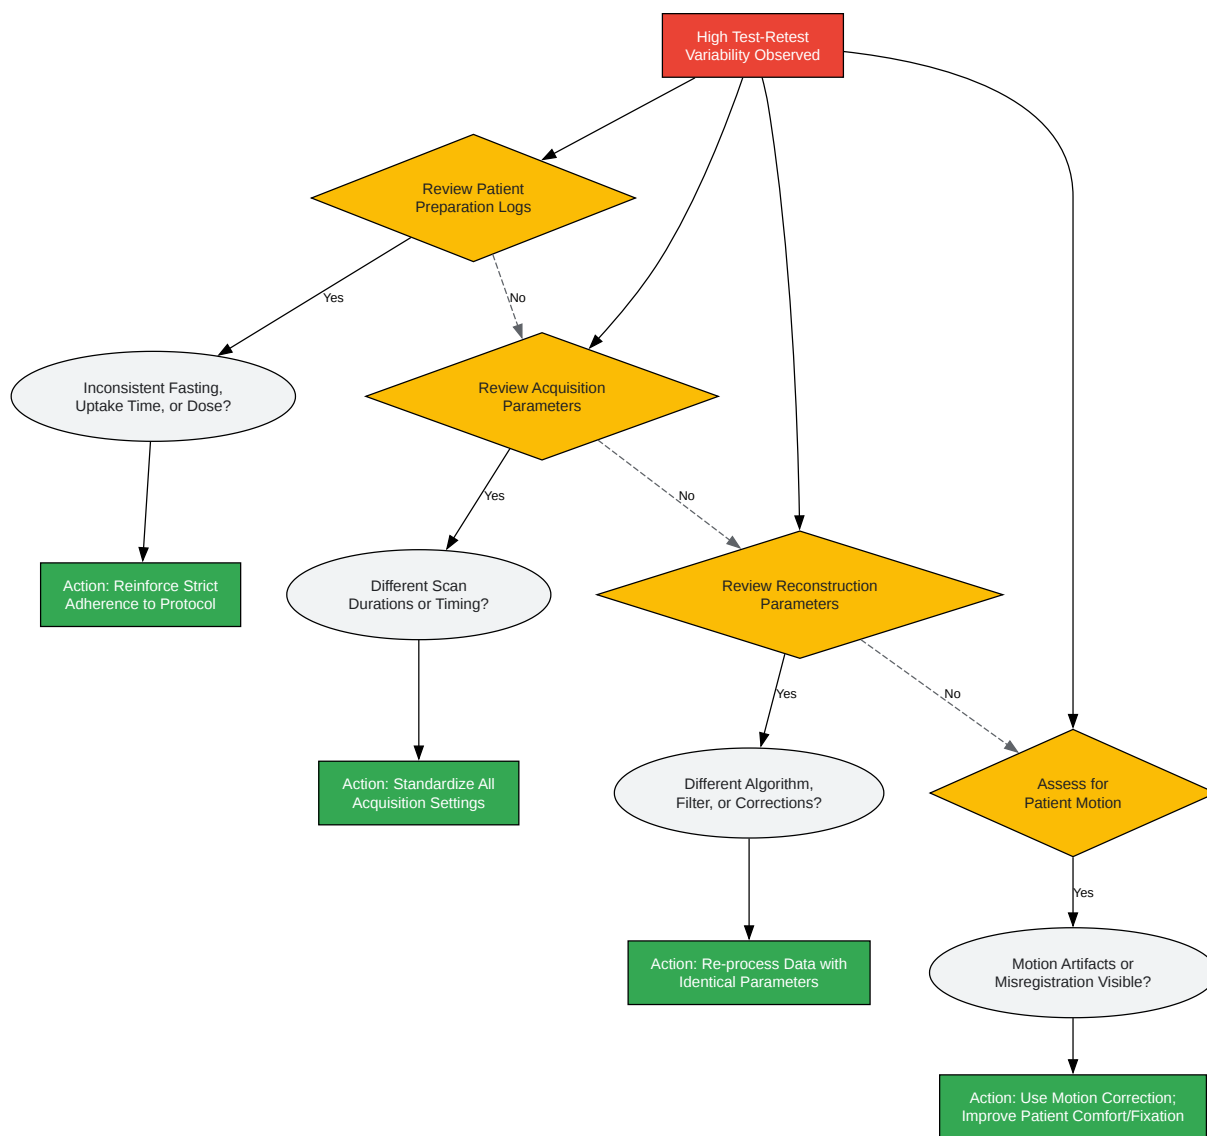 High Test-Retest
Variability Observed
Review Patient
Preparation Logs
Yes
No
Inconsistent Fasting,
Uptake Time, or Dose?
Review Acquisition
Parameters
Yes
No
Action: Reinforce Strict
Adherence to Protocol
Different Scan
Durations or Timing?
Review Reconstruction
Parameters
Yes
No
Action: Standardize All
Acquisition Settings
Different Algorithm,
Filter, or Corrections?
Assess for
Patient Motion
Yes
Action: Re-process Data with
Identical Parameters
Motion Artifacts or
Misregistration Visible?
Action: Use Motion Correction;
Improve Patient Comfort/Fixation